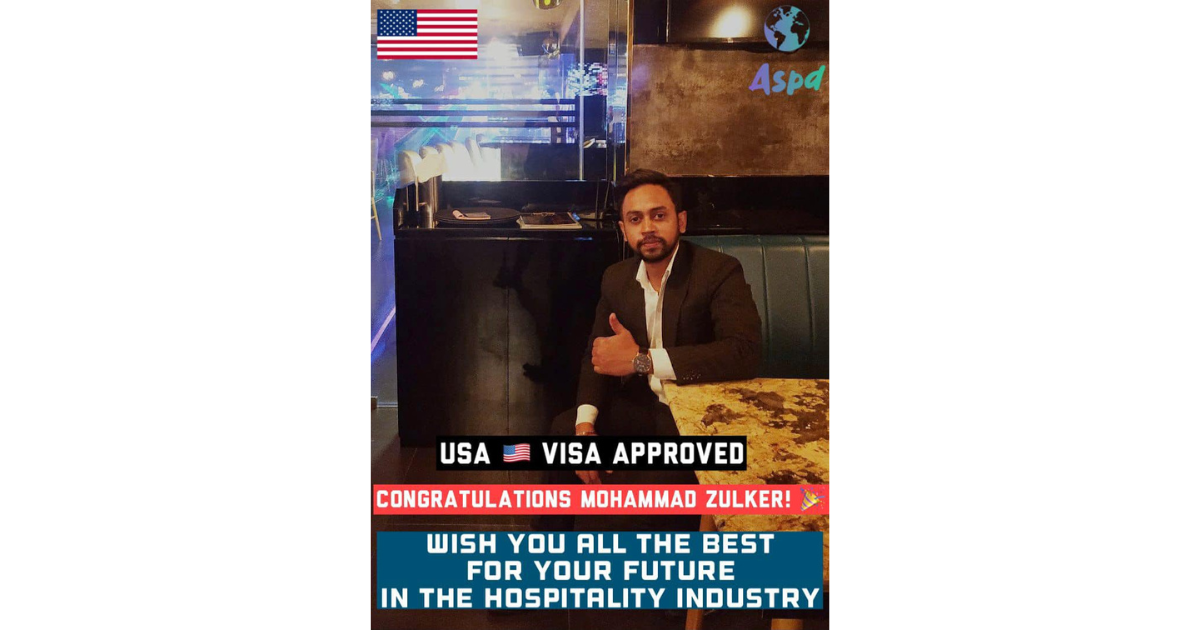 Aspd
USA 🇺🇸 VISA APPROVED
CONGRATULATIONS MOHAMMAD ZULKER! 🎉
WISH YOU ALL THE BEST
FOR YOUR FUTURE
IN THE HOSPITALITY INDUSTRY